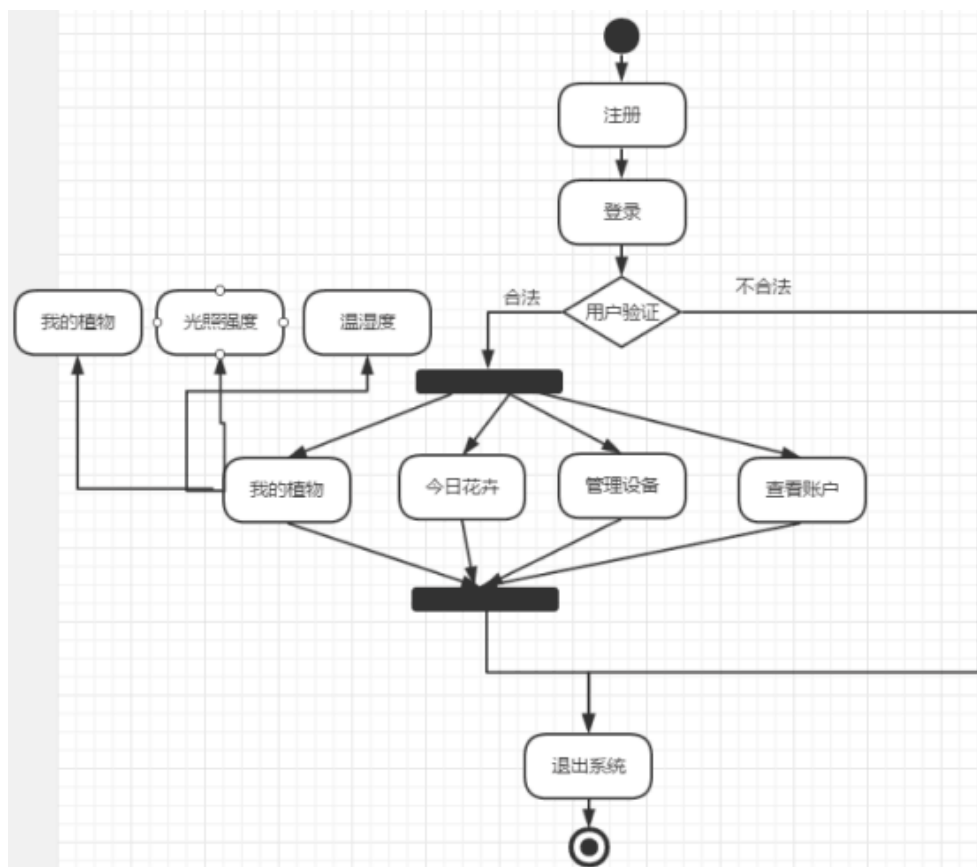 注册
登录
用户验证
合法
不合法
我的植物
光照强度
温湿度
我的植物
今日花卉
管理设备
查看账户
退出系统